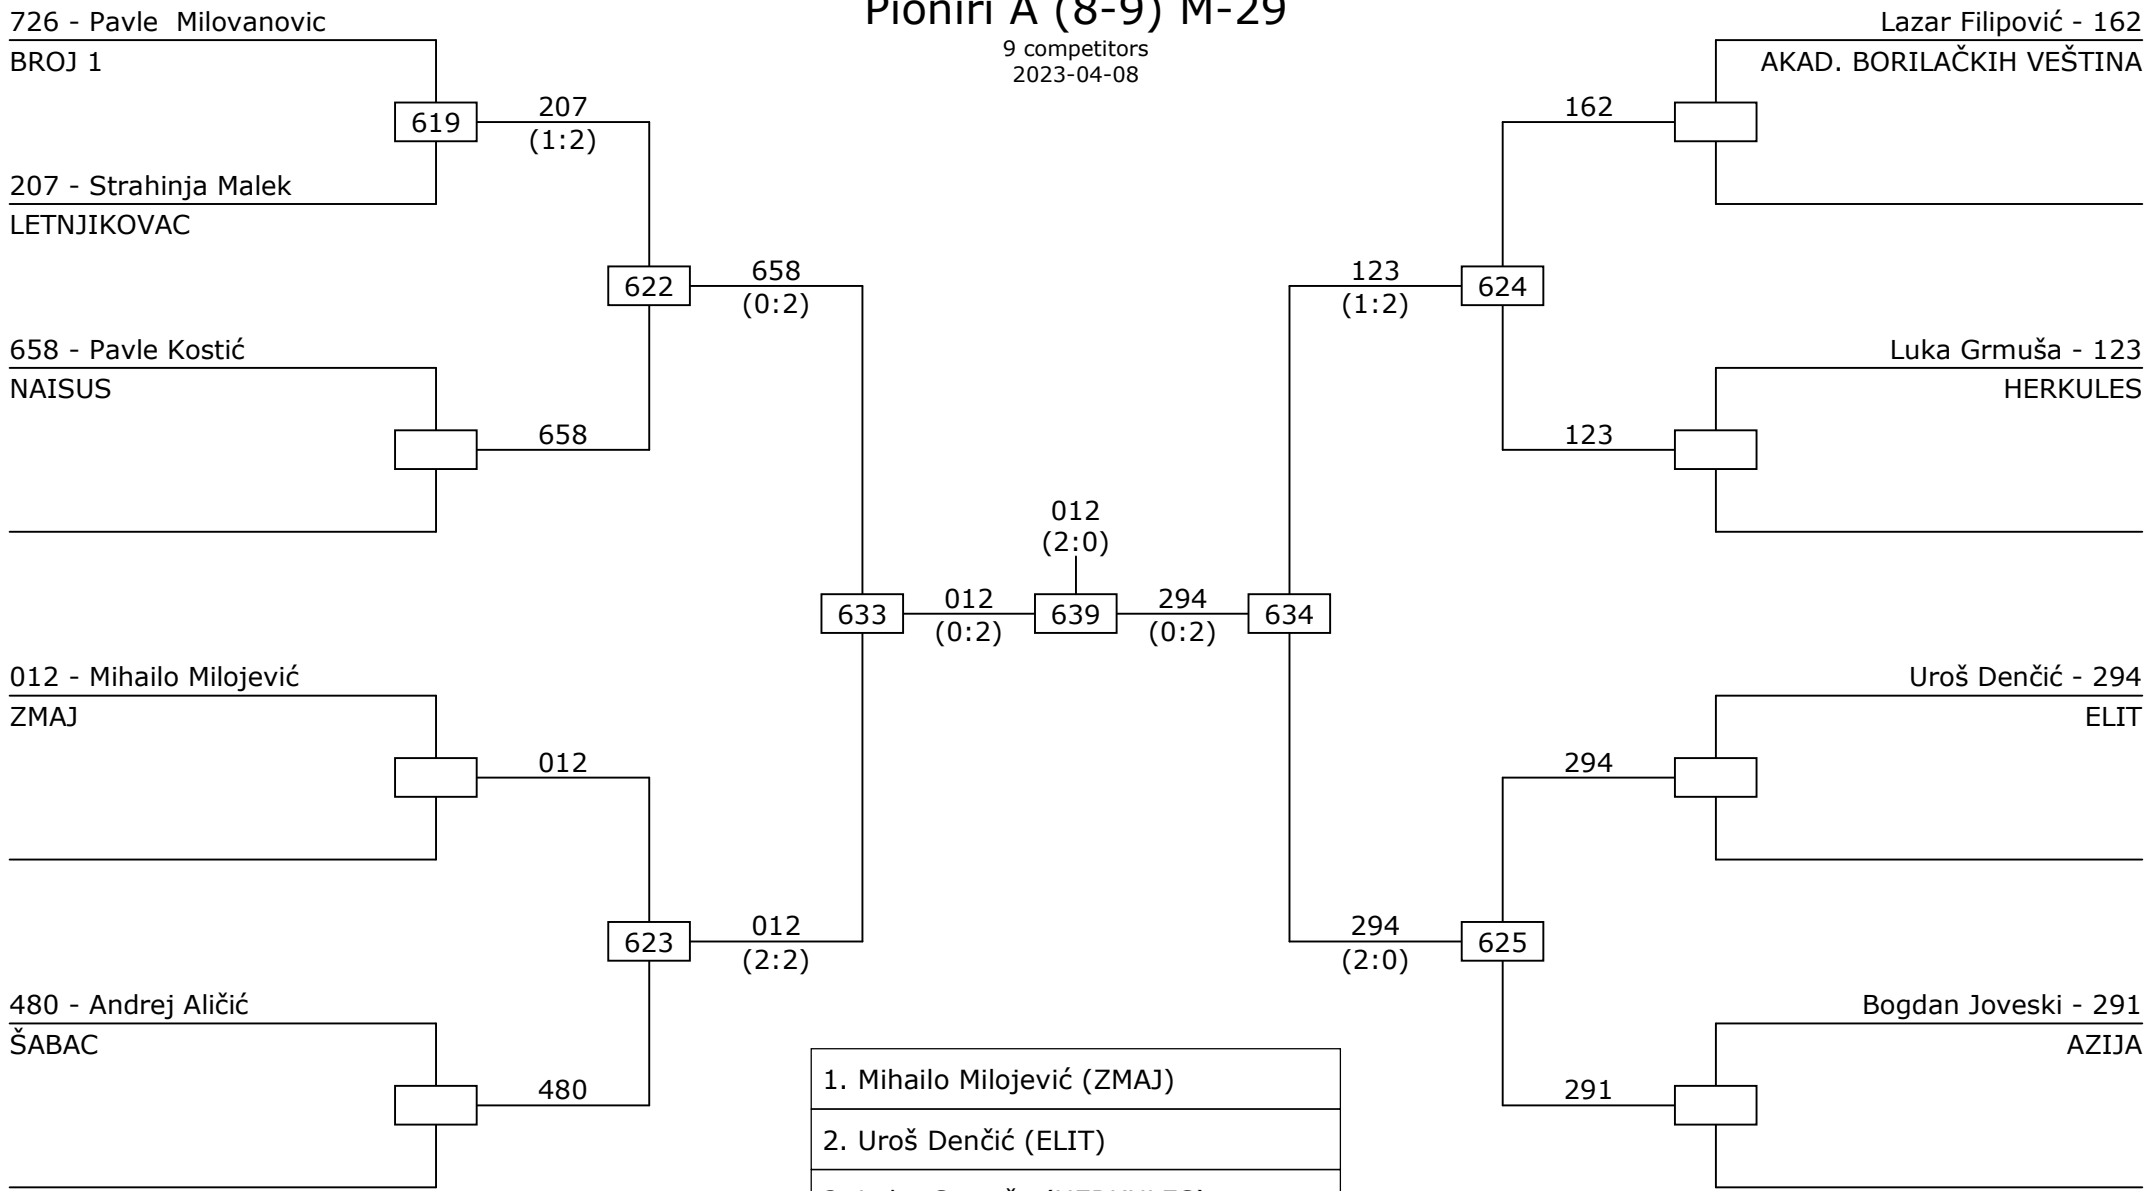 Pioniri A (8-9) M-29
9 competitors
2023-04-08
726 - Pavle  Milovanovic
BROJ 1
619
207
(1:2)
207 - Strahinja Malek
LETNJIKOVAC
622
658
(0:2)
658 - Pavle Kostić
NAISUS
658
012 - Mihailo Milojević
ZMAJ
012
623
012
(2:2)
480 - Andrej Aličić
ŠABAC
480
633
012
(0:2)
012
(2:0)
639
294
(0:2)
634
Lazar Filipović - 162
AKAD. BORILAČKIH VEŠTINA
162
123
(1:2)
624
Luka Grmuša - 123
HERKULES
123
Uroš Denčić - 294
ELIT
294
294
(2:0)
625
Bogdan Joveski - 291
AZIJA
291
1. Mihailo Milojević (ZMAJ)
2. Uroš Denčić (ELIT)